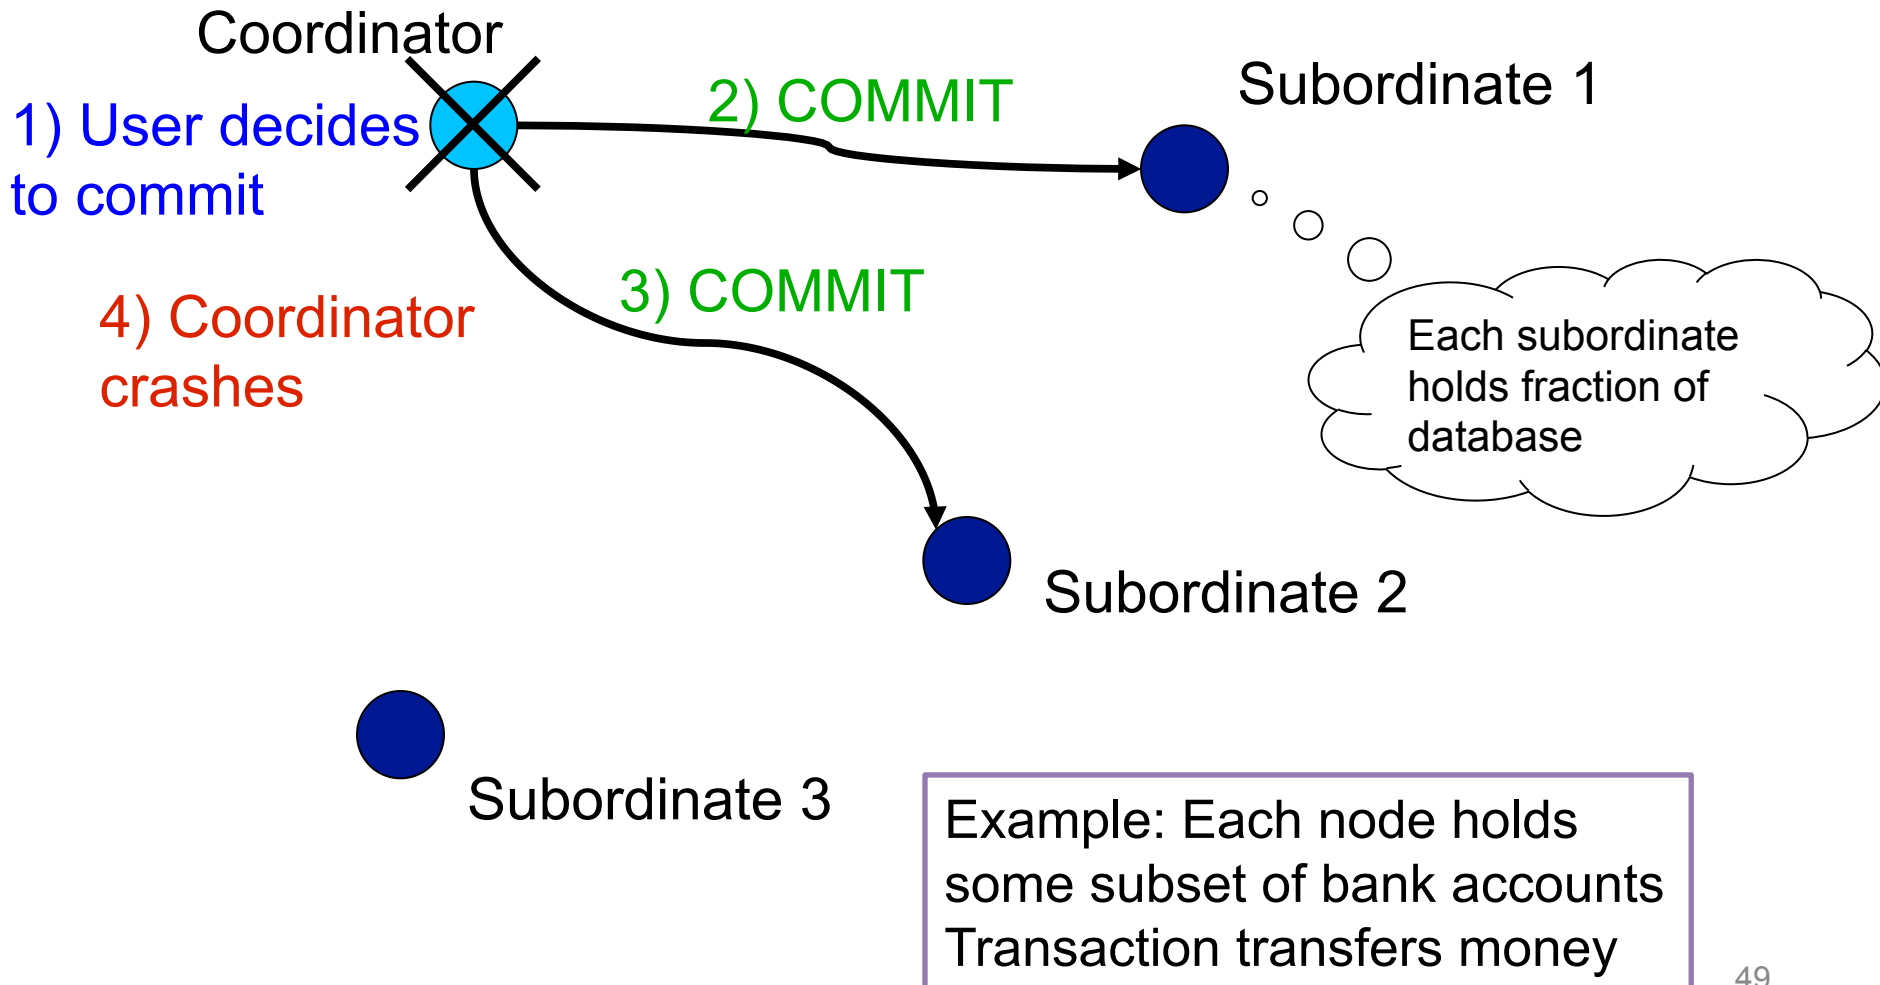 Coordinator
1) User decides
to commit
2) COMMIT
Subordinate 1
3) COMMIT
4) Coordinator
crashes
Each subordinate
holds fraction of
database
Subordinate 2
Subordinate 3
Example: Each node holds
some subset of bank accounts
Transaction transfers money
49